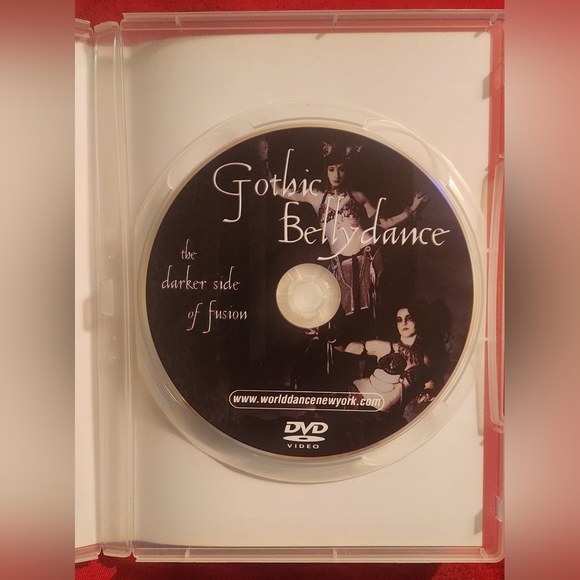 Gothic
Bellydance
the
darker side
of fusion
www.worlddancenewyork.com
DVD
VIDEO